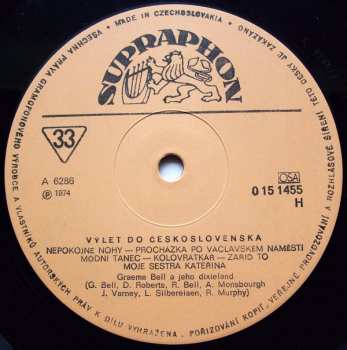 • MADE IN CZECHOSLOVAKIA •
VŠECHNA PRÁVA GRAMOFONOVÉHO VÝROBCE A VLASTNÍKŮ AUTORSKÝCH PRÁV K DÍLU VYHRAŽENA. POŘIZOVÁNÍ KOPIÍ, VEŘEJNÉ PROVOZOVÁNÍ A ROZHLASOVÉ ŠÍŘENÍ TÉTO DESKY JE ZAKÁZÁNO
SUPRAPHON
33
A 6286
Ⓟ 1974
OSA
0 15 1455
H
VÝLET DO ČESKOSLOVENSKA
NEPOKOJNÉ NOHY — PROCHÁZKA PO VÁCLAVSKÉM NÁMĚSTÍ
MÓDNÍ TANEC — KOLOVRÁTKÁŘ — ZAŘIĎ TO
MOJE SESTRA KATEŘINA
Graeme Bell a jeho dixieland
(G. Bell, D. Roberts, R. Bell, A. Monsbourgh
J. Varney, L. Silbereisen, R. Murphy)